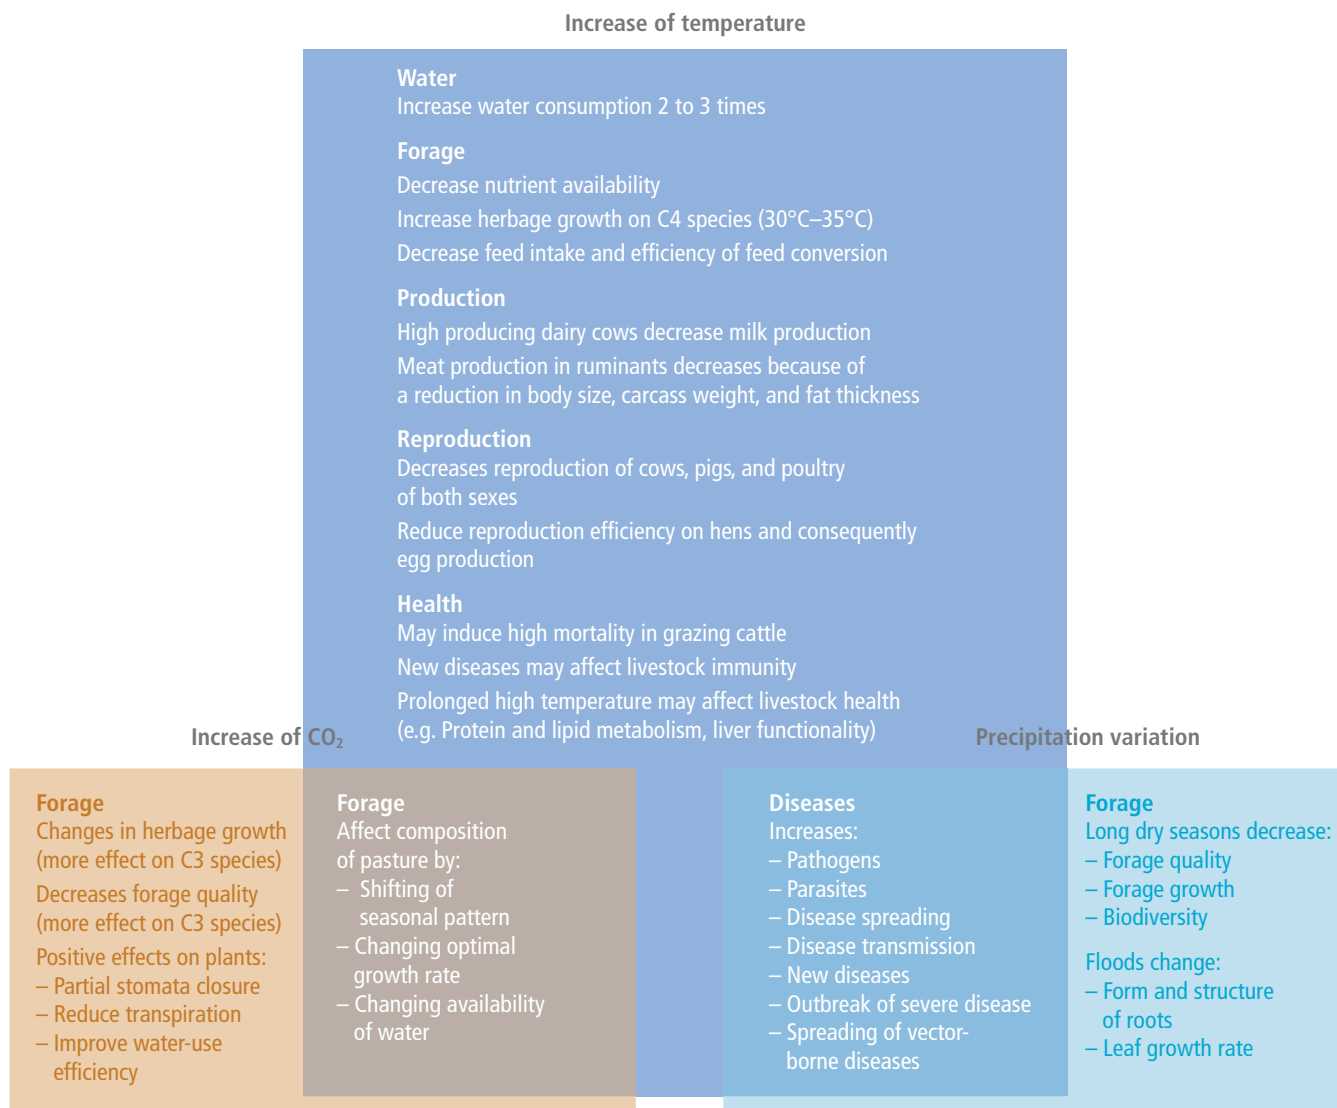 Increase of temperature
Water
Increase water consumption 2 to 3 times
Forage
Decrease nutrient availability
Increase herbage growth on C4 species (30°C–35°C)
Decrease feed intake and efficiency of feed conversion
Production
High producing dairy cows decrease milk production
Meat production in ruminants decreases because of
a reduction in body size, carcass weight, and fat thickness
Reproduction
Decreases reproduction of cows, pigs, and poultry
of both sexes
Reduce reproduction efficiency on hens and consequently
egg production
Health
May induce high mortality in grazing cattle
New diseases may affect livestock immunity
Prolonged high temperature may affect livestock health
(e.g. Protein and lipid metabolism, liver functionality)
Increase of CO₂
Forage
Changes in herbage growth
(more effect on C3 species)
Decreases forage quality
(more effect on C3 species)
Positive effects on plants:
– Partial stomata closure
– Reduce transpiration
– Improve water-use
efficiency
Forage
Affect composition
of pasture by:
– Shifting of
seasonal pattern
– Changing optimal
growth rate
– Changing availability
of water
Precipitation variation
Diseases
Increases:
– Pathogens
– Parasites
– Disease spreading
– Disease transmission
– New diseases
– Outbreak of severe disease
– Spreading of vector-
borne diseases
Forage
Long dry seasons decrease:
– Forage quality
– Forage growth
– Biodiversity
Floods change:
– Form and structure
of roots
– Leaf growth rate